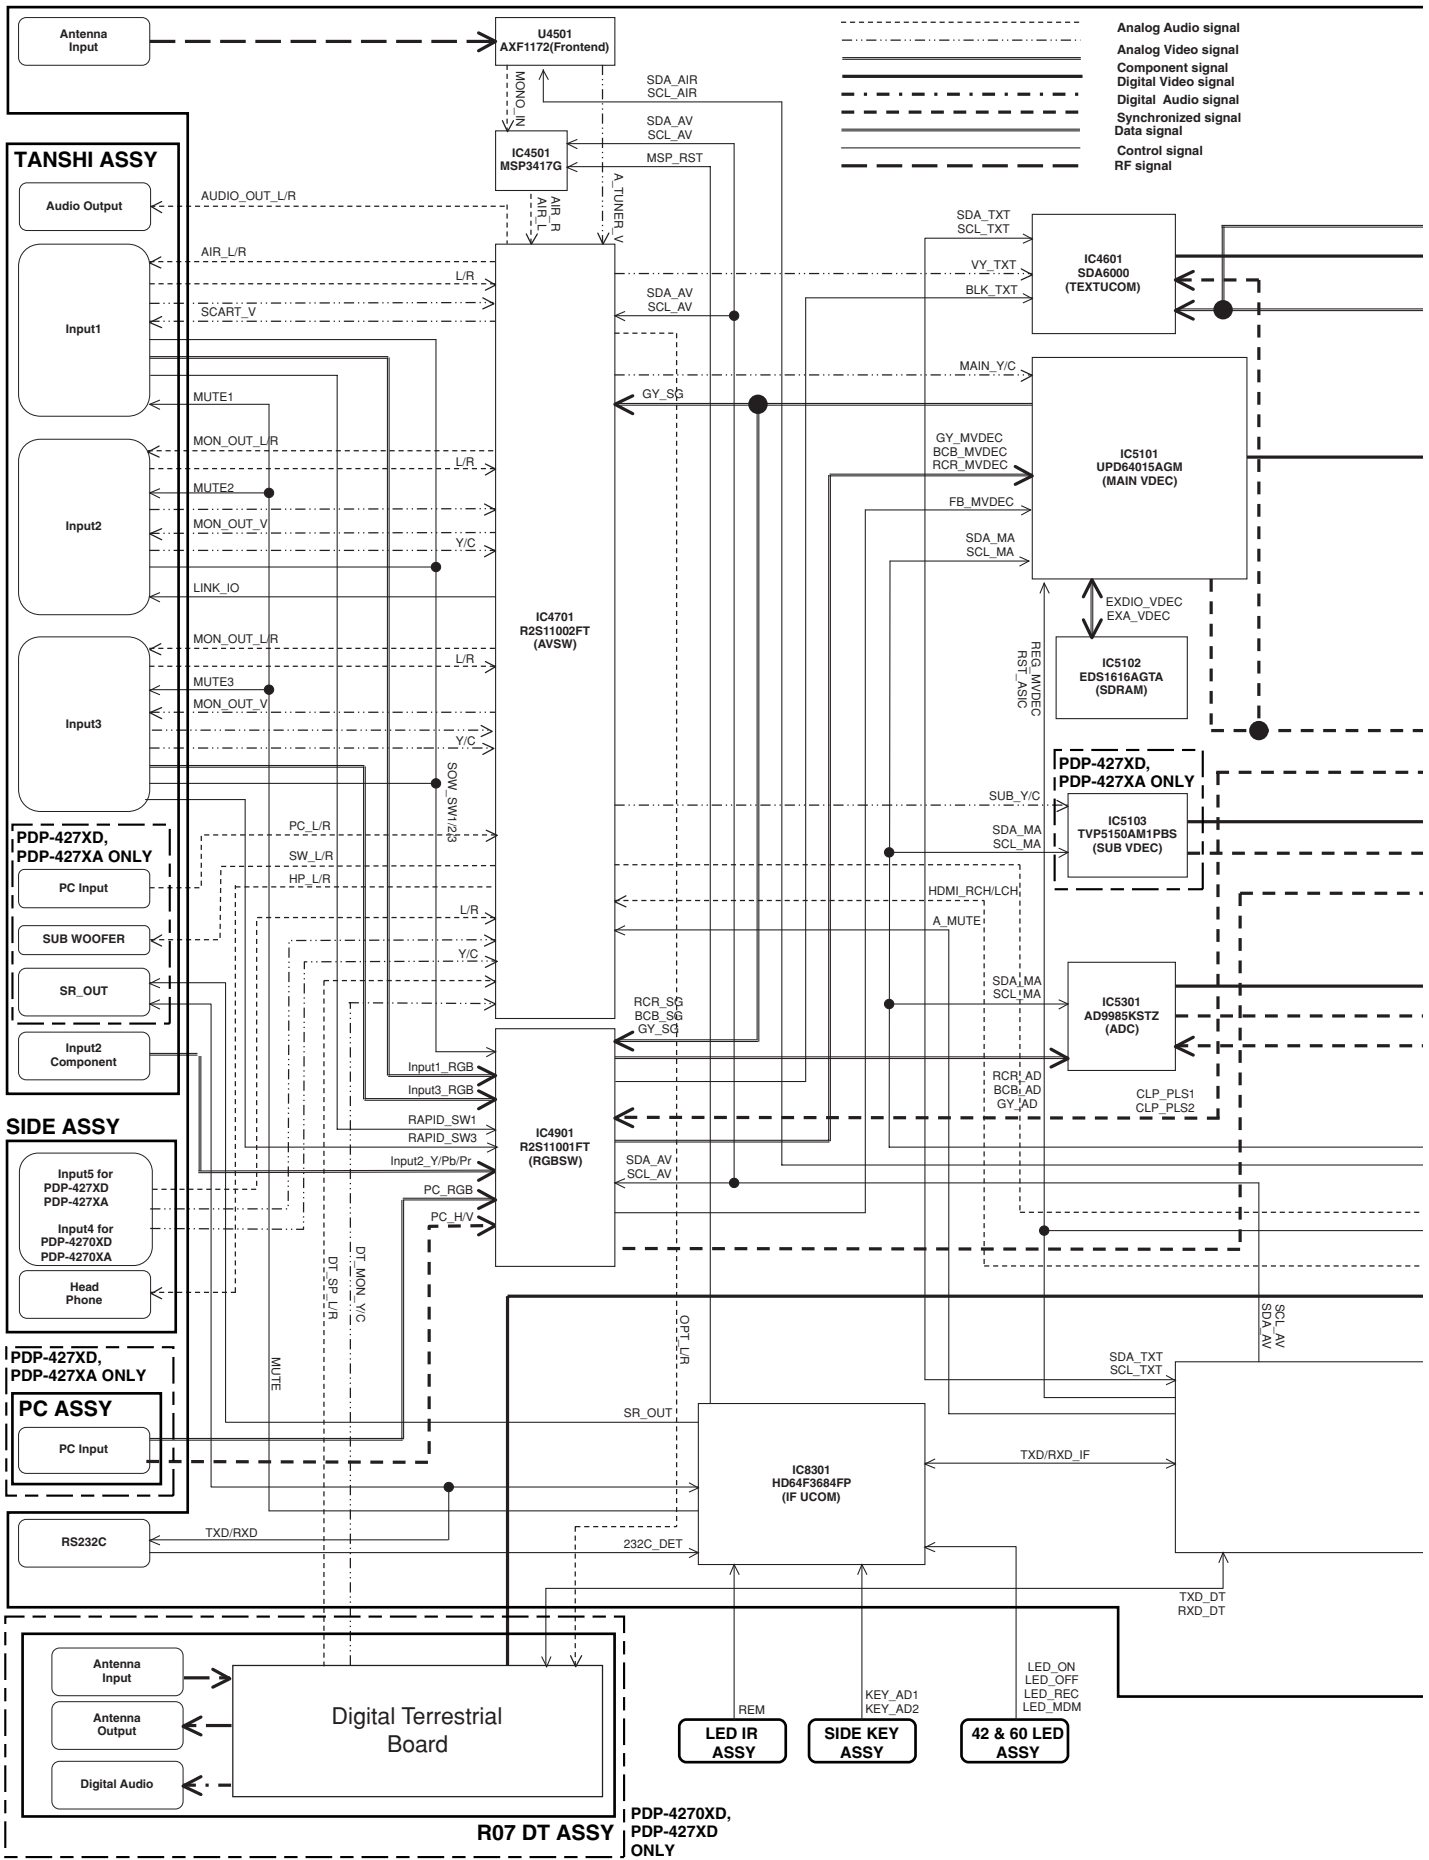 Antenna
Input
U4501
AXF1172(Frontend)
Analog Audio signal
Analog Video signal
Component signal
Digital Video signal
Digital Audio signal
Synchronized signal
Data signal
Control signal
RF signal
MONO_IN
SDA_AIR
SCL_AIR
SDA_AV
SCL_AV
MSP_RST
IC4501
MSP3417G
AIR_R
AIR_L
A_TUNER_V
TANSHI ASSY
Audio Output
AUDIO_OUT_L/R
Input1
AIR_L/R
L/R
SCART_V
MUTE1
Input2
MON_OUT_L/R
L/R
MUTE2
MON_OUT_V
Y/C
LINK_IO
Input3
MON_OUT_L/R
L/R
MUTE3
MON_OUT_V
Y/C
SOW_SW1/2/3
IC4701
R2S11002FT
(AVSW)
SDA_AV
SCL_AV
GY_SG
SDA_TXT
SCL_TXT
VY_TXT
BLK_TXT
IC4601
SDA6000
(TEXTUCOM)
MAIN_Y/C
GY_MVDEC
BCB_MVDEC
RCR_MVDEC
FB_MVDEC
SDA_MA
SCL_MA
IC5101
UPD64015AGM
(MAIN VDEC)
EXDIO_VDEC
EXA_VDEC
REG_MVDEC
RST_ASIC
IC5102
EDS1616AGTA
(SDRAM)
PDP-427XD,
PDP-427XA ONLY
SUB_Y/C
SDA_MA
SCL_MA
IC5103
TVP5150AM1PBS
(SUB VDEC)
PDP-427XD,
PDP-427XA ONLY
PC Input
SUB WOOFER
SR_OUT
PC_L/R
SW_L/R
HP_L/R
L/R
Y/C
HDMI_RCH/LCH
A_MUTE
SDA_MA
SCL_MA
IC5301
AD9985KSTZ
(ADC)
Input2
Component
RCR_SG
BCB_SG
GY_SG
RCR_AD
BCB_AD
GY_AD
CLP_PLS1
CLP_PLS2
Input1_RGB
Input3_RGB
RAPID_SW1
RAPID_SW3
Input2_Y/Pb/Pr
PC_RGB
PC_H/V
IC4901
R2S11001FT
(RGBSW)
SDA_AV
SCL_AV
SIDE ASSY
Input5 for
PDP-427XD
PDP-427XA
Input4 for
PDP-4270XD
PDP-4270XA
Head
Phone
DT_SP_L/R
DT_MON_Y/C
MUTE
OPT_L/R
SCL_AV
SDA_AV
PDP-427XD,
PDP-427XA ONLY
PC ASSY
PC Input
SR_OUT
SDA_TXT
SCL_TXT
IC8301
HD64F3684FP
(IF UCOM)
TXD/RXD_IF
RS232C
TXD/RXD
232C_DET
TXD_DT
RXD_DT
Antenna
Input
Antenna
Output
Digital Audio
Digital Terrestrial
Board
R07 DT ASSY
PDP-4270XD,
PDP-427XD
ONLY
REM
KEY_AD1
KEY_AD2
LED_ON
LED_OFF
LED_REC
LED_MDM
LED IR
ASSY
SIDE KEY
ASSY
42 & 60 LED
ASSY